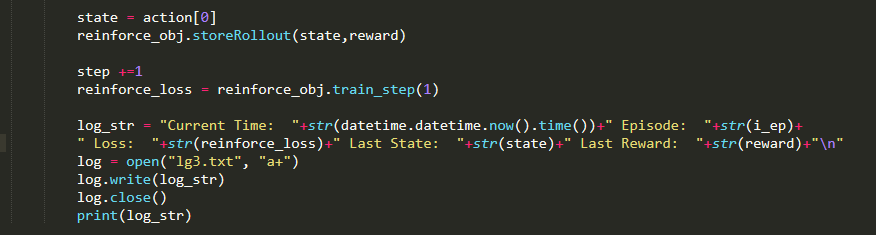 state = action[0]
reinforce_obj.storeRollout(state,reward)
step +=1
reinforce_loss = reinforce_obj.train_step(1)
log_str = "Current Time:  "+str(datetime.datetime.now().time())+" Episode:  "+str(i_ep)+
" Loss:  "+str(reinforce_loss)+" Last State:  "+str(state)+" Last Reward:  "+str(reward)+"\n"
log = open("lg3.txt", "a+")
log.write(log_str)
log.close()
print(log_str)